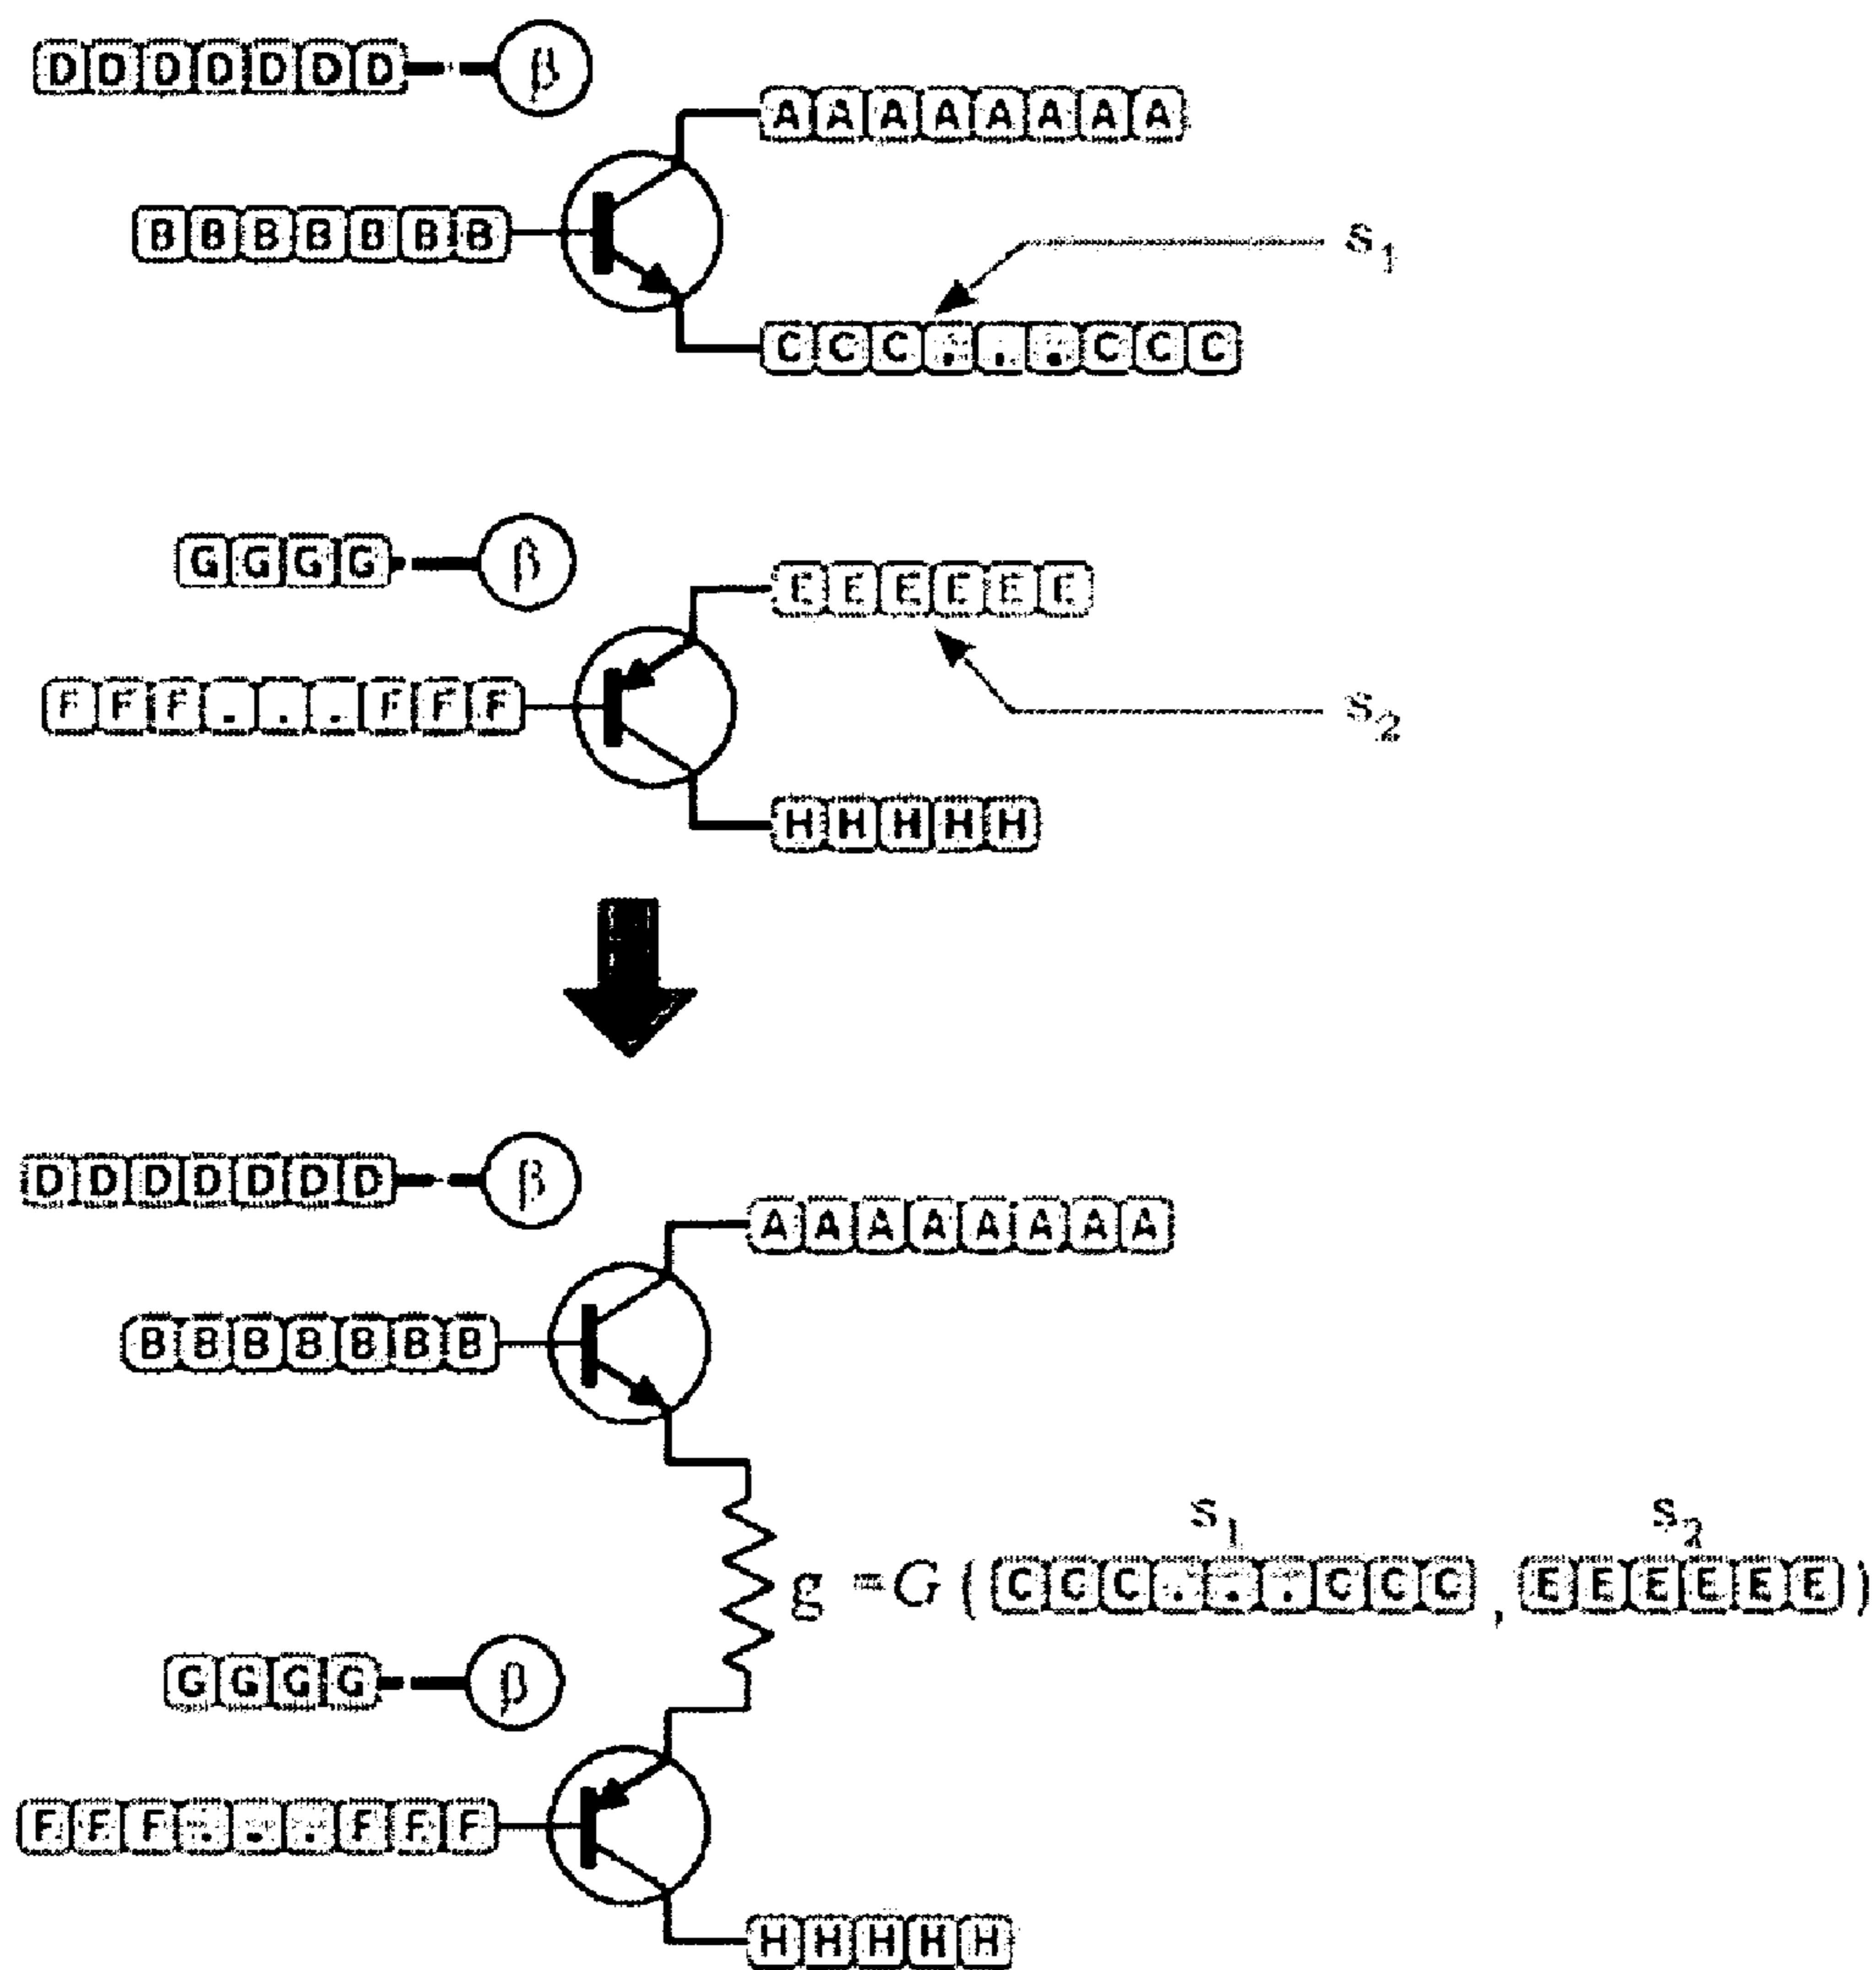 DDDDDDD β
AAAAAAAA
BBBBBBB
s₁
CCC...CCC
GGGG β
EEEEEE
FFF...FFF
s₂
HHHHH
DDDDDDD β
AAAAAAAA
BBBBBBB
s₁ s₂
g = G (CCC...CCC, EEEEEE)
GGGG β
FFF...FFF
HHHHH